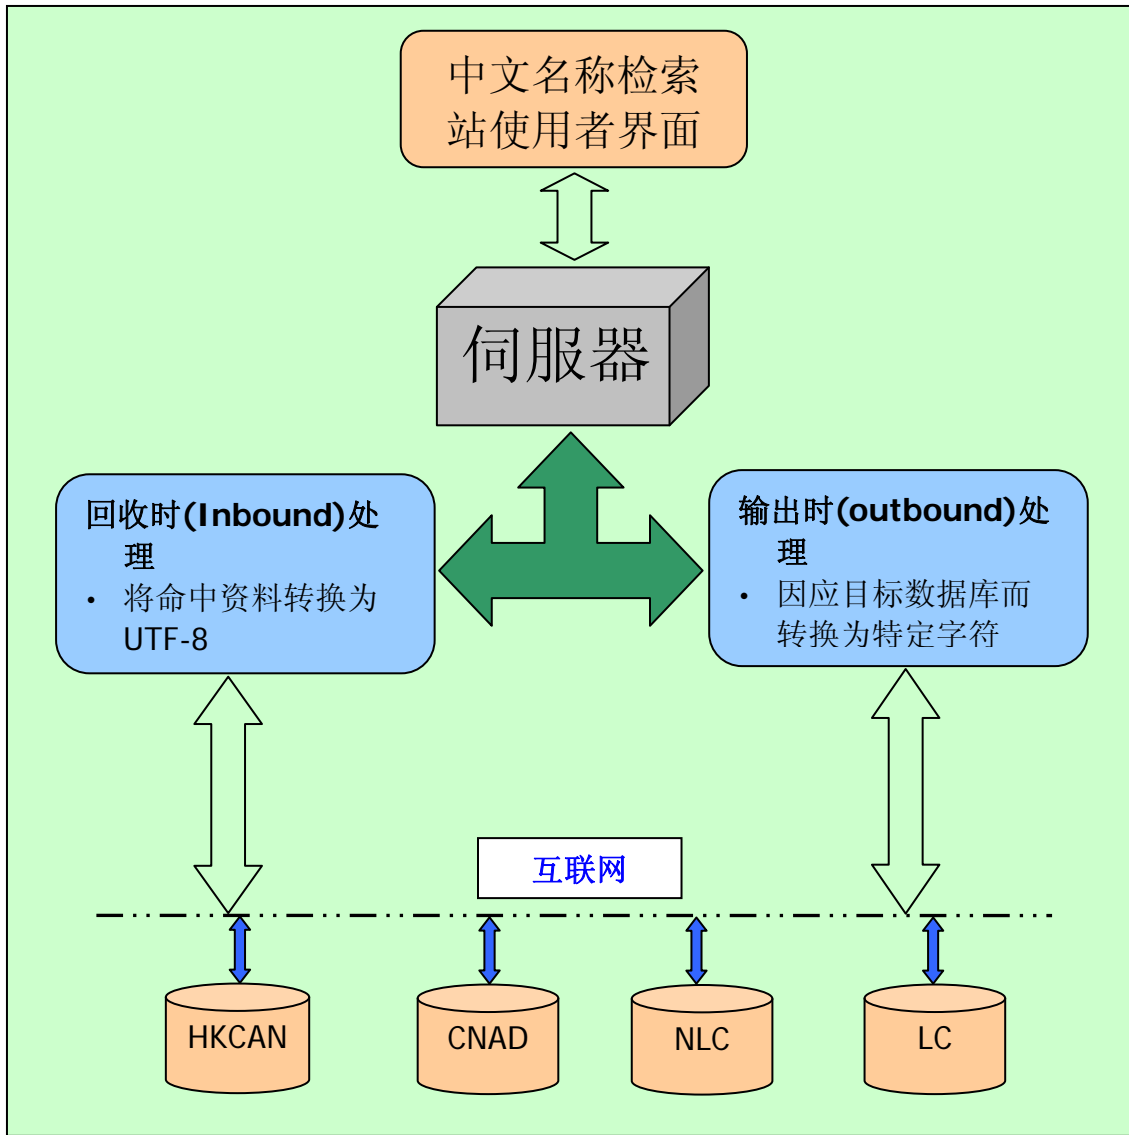 中文名称检索
站使用者界面
伺服器
回收时(Inbound)处
理
• 将命中资料转换为
UTF-8
输出时(outbound)处
理
• 因应目标数据库而
转换为特定字符
互联网
HKCAN
CNAD
NLC
LC